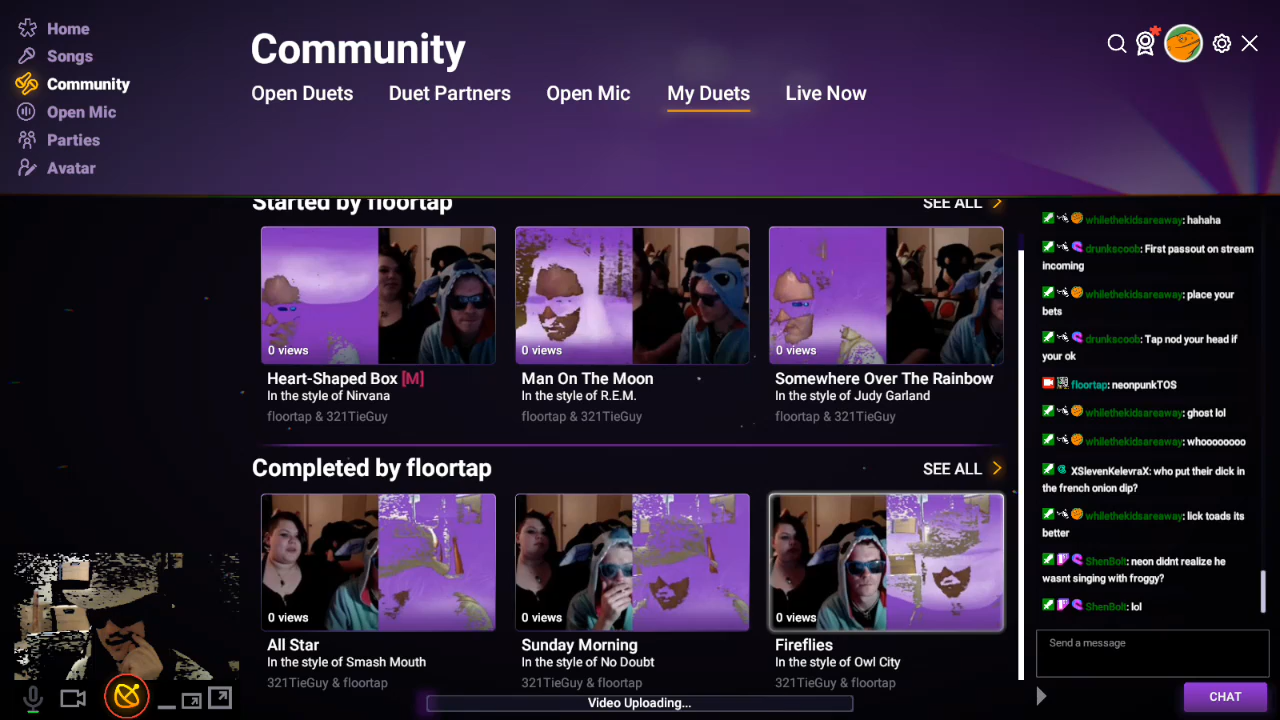 Home
Songs
Community
Open Mic
Parties
Avatar
Community
Open Duets
Duet Partners
Open Mic
My Duets
Live Now
Started by floortap
SEE ALL
0 views
Heart-Shaped Box [M]
In the style of Nirvana
floortap & 321TieGuy
0 views
Man On The Moon
In the style of R.E.M.
floortap & 321TieGuy
0 views
Somewhere Over The Rainbow
In the style of Judy Garland
floortap & 321TieGuy
Completed by floortap
SEE ALL
0 views
All Star
In the style of Smash Mouth
321TieGuy & floortap
0 views
Sunday Morning
In the style of No Doubt
321TieGuy & floortap
0 views
Fireflies
In the style of Owl City
321TieGuy & floortap
Video Uploading...
whilethekidsareaway: hahaha
drunkscoob: First passout on stream
incoming
whilethekidsareaway: place your
bets
drunkscoob: Tap nod your head if
your ok
floortap: neonpunkTOS
whilethekidsareaway: ghost lol
whilethekidsareaway: whoooooooo
XSlevenKelevraX: who put their dick in
the french onion dip?
whilethekidsareaway: lick toads its
better
ShenBolt: neon didnt realize he
wasnt singing with froggy?
ShenBolt: lol
Send a message
CHAT